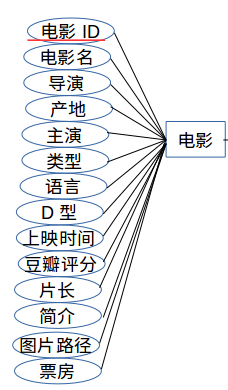 电影 ID
电影名
导演
产地
主演
类型
语言
D 型
上映时间
豆瓣评分
片长
简介
图片路径
票房
电影